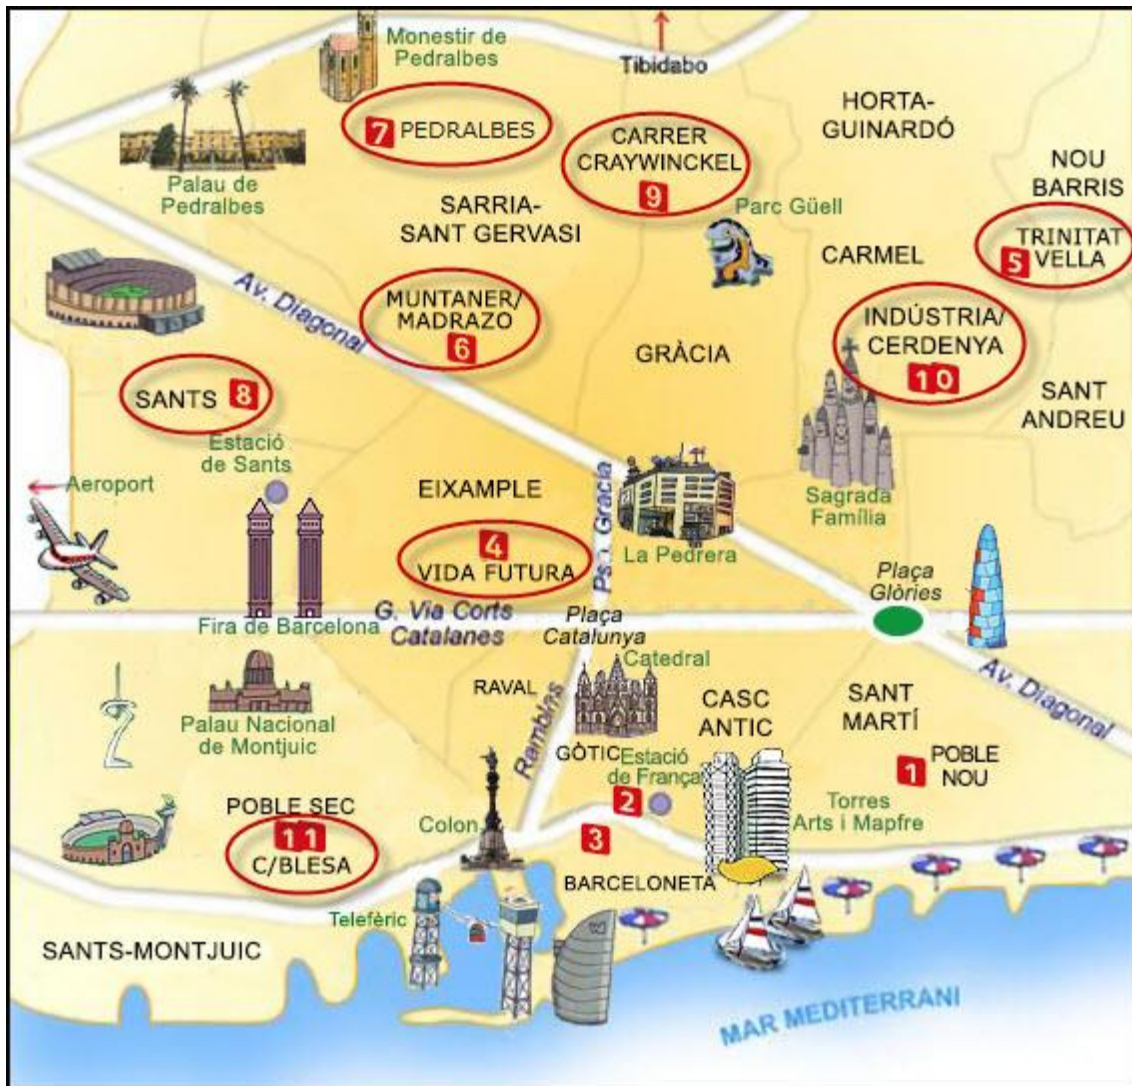 Monestir de
Pedralbes
Tibidabo
7 PEDRALBES
CARRER
CRAYWINCKEL
9
HORTA-
GUINARDÓ
NOU
BARRIS
Palau de
Pedralbes
SARRIA-
SANT GERVASI
Parc Güell
TRINITAT
5 VELLA
CARMEL
Av. Diagonal
MUNTANER/
MADRAZO
6
GRÀCIA
INDÚSTRIA/
CERDENYA
10
SANTS 8
SANT
ANDREU
Estació
de Sants
Aeroport
EIXAMPLE
Sagrada
Família
4
VIDA FUTURA
Ps. Gràcia
La Pedrera
Plaça
Glòries
Fira de Barcelona
G. Via Corts
Catalanes
Plaça
Catalunya
Catedral
Av. Diagonal
Palau Nacional
de Montjuic
RAVAL
Ramblas
CASC
ANTIC
SANT
MARTÍ
GÒTIC
Estació
de França
2
1 POBLE
NOU
POBLE SEC
11
C/BLESA
Colon
3
Torres
Arts i Mapfre
BARCELONETA
Telefèric
SANTS-MONTJUIC
MAR MEDITERRANI